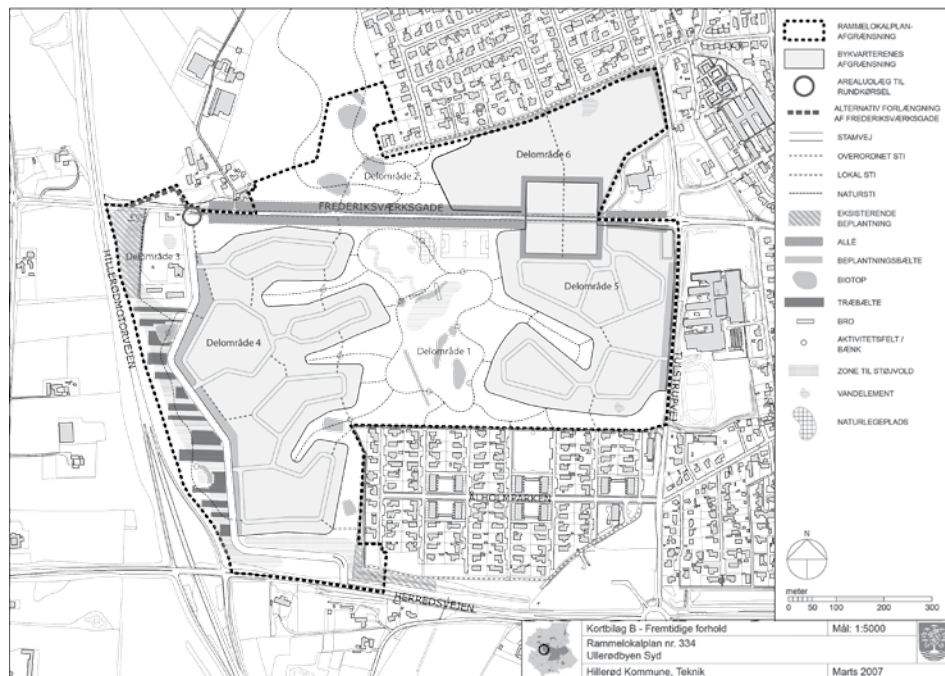 Delområde 6
Delområde 2
FREDERIKSVÆRKSGADE
Delområde 3
HILLERØDMOTORVEJEN
Delområde 5
Delområde 4
Delområde 1
TULSTRUPVEJ
ÅLHOLMPARKEN
HERREDSVEJEN
RAMMELOKALPLAN-
AFGRÆNSNING
BYKVARTERENES
AFGRÆNSNING
AREALUDLÆG TIL
RUNDKØRSEL
ALTERNATIV FORLÆNGNING
AF FREDERIKSVÆRKSGADE
STAMVEJ
OVERORDNET STI
LOKAL STI
NATURSTI
EKSISTERENDE
BEPLANTNING
ALLÉ
BEPLANTNINGSBÆLTE
BIOTOP
TRÆBÆLTE
BRO
AKTIVITETSFELT /
BÆNK
ZONE TIL STØJVOLD
VANDELEMENT
NATURLEGEPLADS
N
meter
0 50 100 200 300
Kortbilag B - Fremtidige forhold
Mål: 1:5000
Rammelokalplan nr. 334
Ullerødbyen Syd
Hillerød Kommune, Teknik
Marts 2007